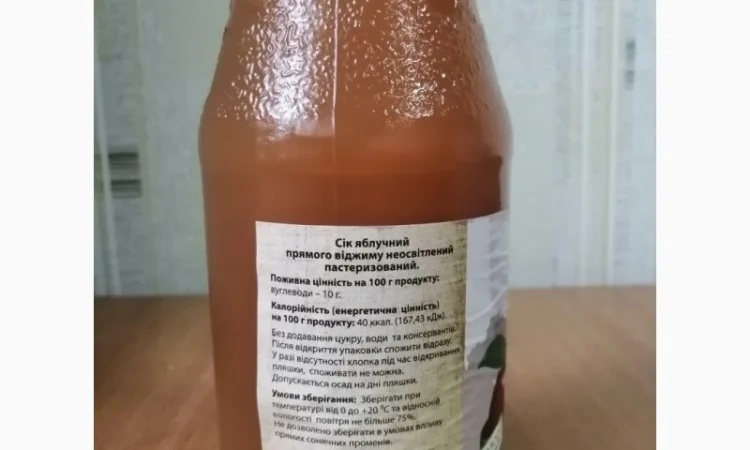 Сік яблучний
прямого віджиму неосвітлений
пастеризований.
Поживна цінність на 100 г продукту:
вуглеводи – 10 г.
Калорійність (енергетична цінність)
на 100 г продукту: 40 ккал. (167,43 кДж).
Без додавання цукру, води та консервантів.
Після відкриття упаковки спожити відразу.
У разі відсутності хлопка під час відкривання
пляшки, споживати не можна.
Допускається осад на дні пляшки.
Умови зберігання: Зберігати при
температурі від 0 до +20 °С та відносній
вологості повітря не більше 75%.
Не дозволено зберігати в умовах впливу
прямих сонячних променів.